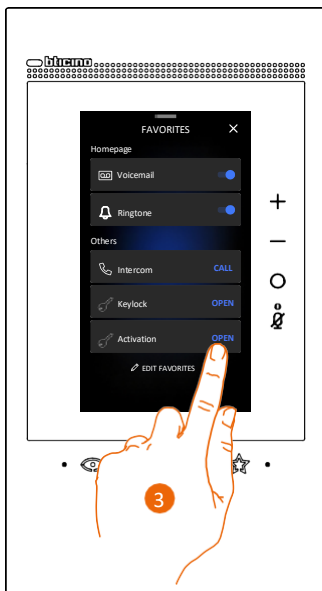 bticino
FAVORITES
Homepage
Voicemail
Ringtone
Others
Intercom CALL
Keylock OPEN
Activation OPEN
EDIT FAVORITES
3